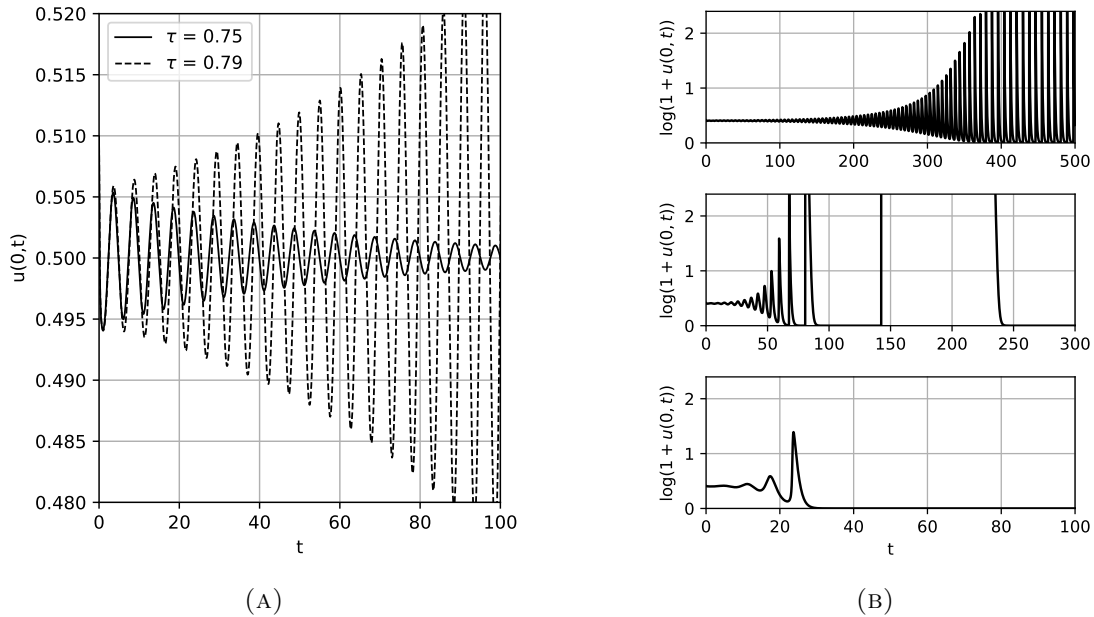 0.520
0.515
0.510
0.505
0.500
0.495
0.490
0.485
0.480
u(0,t)
τ = 0.75
τ = 0.79
0 20 40 60 80 100
t
(A)
log(1 + u(0, t))
2
1
0
0 100 200 300 400 500
log(1 + u(0, t))
2
1
0
0 50 100 150 200 250 300
log(1 + u(0, t))
2
1
0
0 20 40 60 80 100
t
(B)